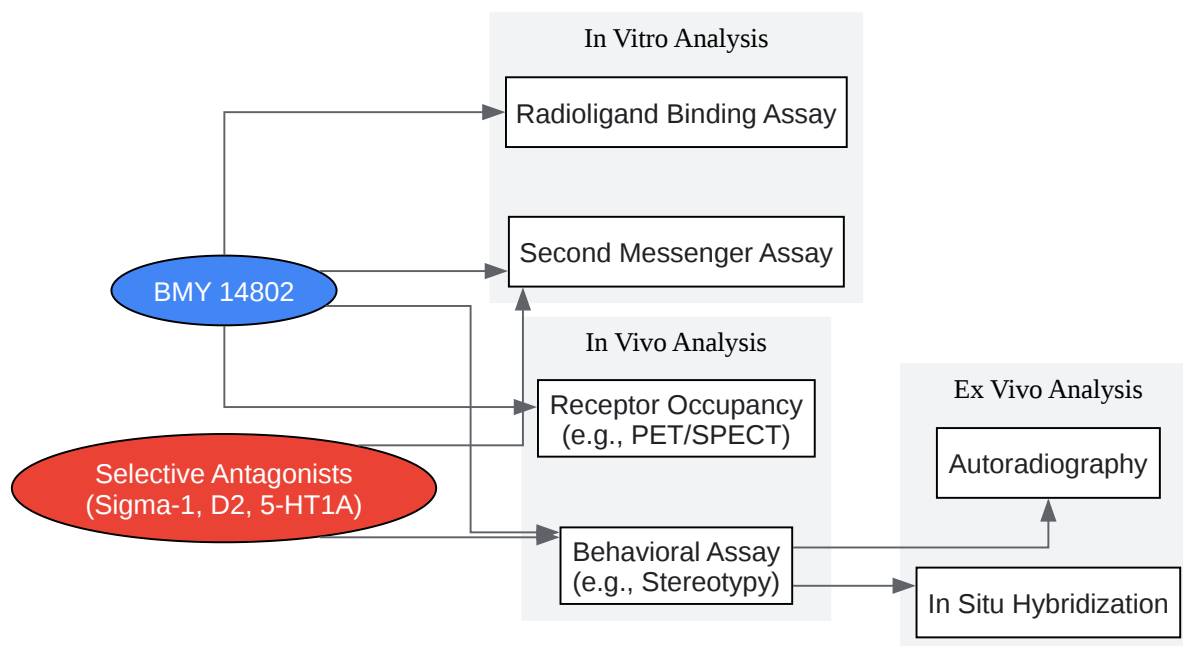 In Vitro Analysis
Radioligand Binding Assay
Second Messenger Assay
BMY 14802
In Vivo Analysis
Receptor Occupancy
(e.g., PET/SPECT)
Ex Vivo Analysis
Autoradiography
Selective Antagonists
(Sigma-1, D2, 5-HT1A)
Behavioral Assay
(e.g., Stereotypy)
In Situ Hybridization